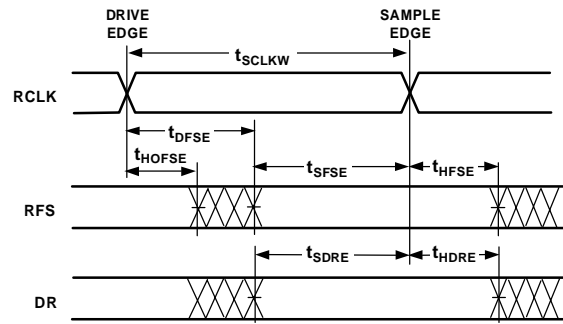 DRIVE
EDGE
SAMPLE
EDGE
tSCLKW
RCLK
tDFSE
tHOFSE
tSFSE
tHFSE
RFS
tSDRE
tHDRE
DR